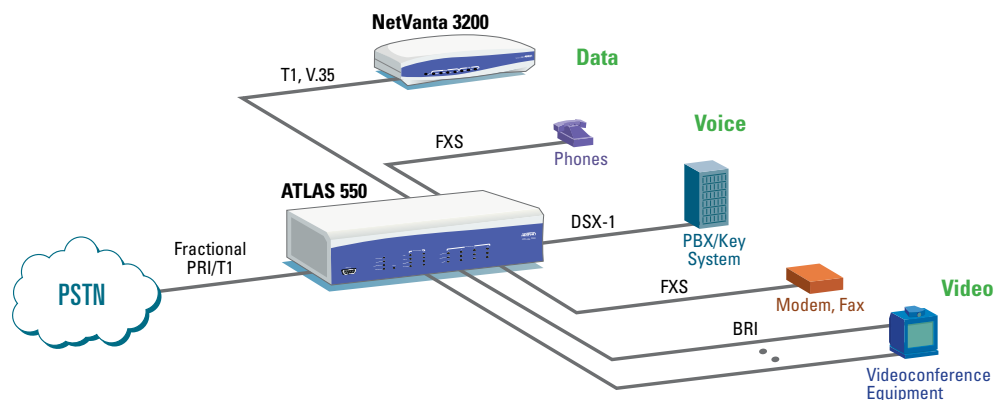 NetVanta 3200
Data
T1, V.35
Voice
FXS
Phones
ATLAS 550
DSX-1
PBX/Key
System
Fractional
PRI/T1
PSTN
FXS
Modem, Fax
Video
BRI
Videoconference
Equipment